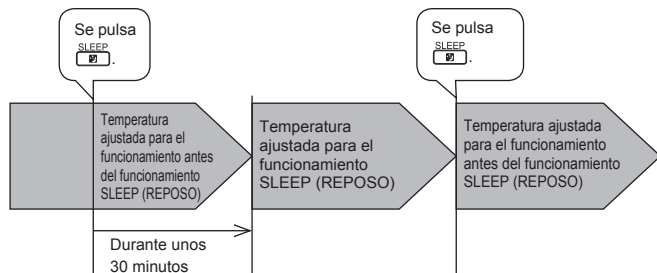 Se pulsa
SLEEP
.
Se pulsa
SLEEP
.
Temperatura
ajustada para el
funcionamiento antes
del funcionamiento
SLEEP (REPOSO)
Temperatura
ajustada para el
funcionamiento
SLEEP (REPOSO)
Temperatura ajustada
para el funcionamiento
antes del funcionamiento
SLEEP (REPOSO)
Durante unos
30 minutos